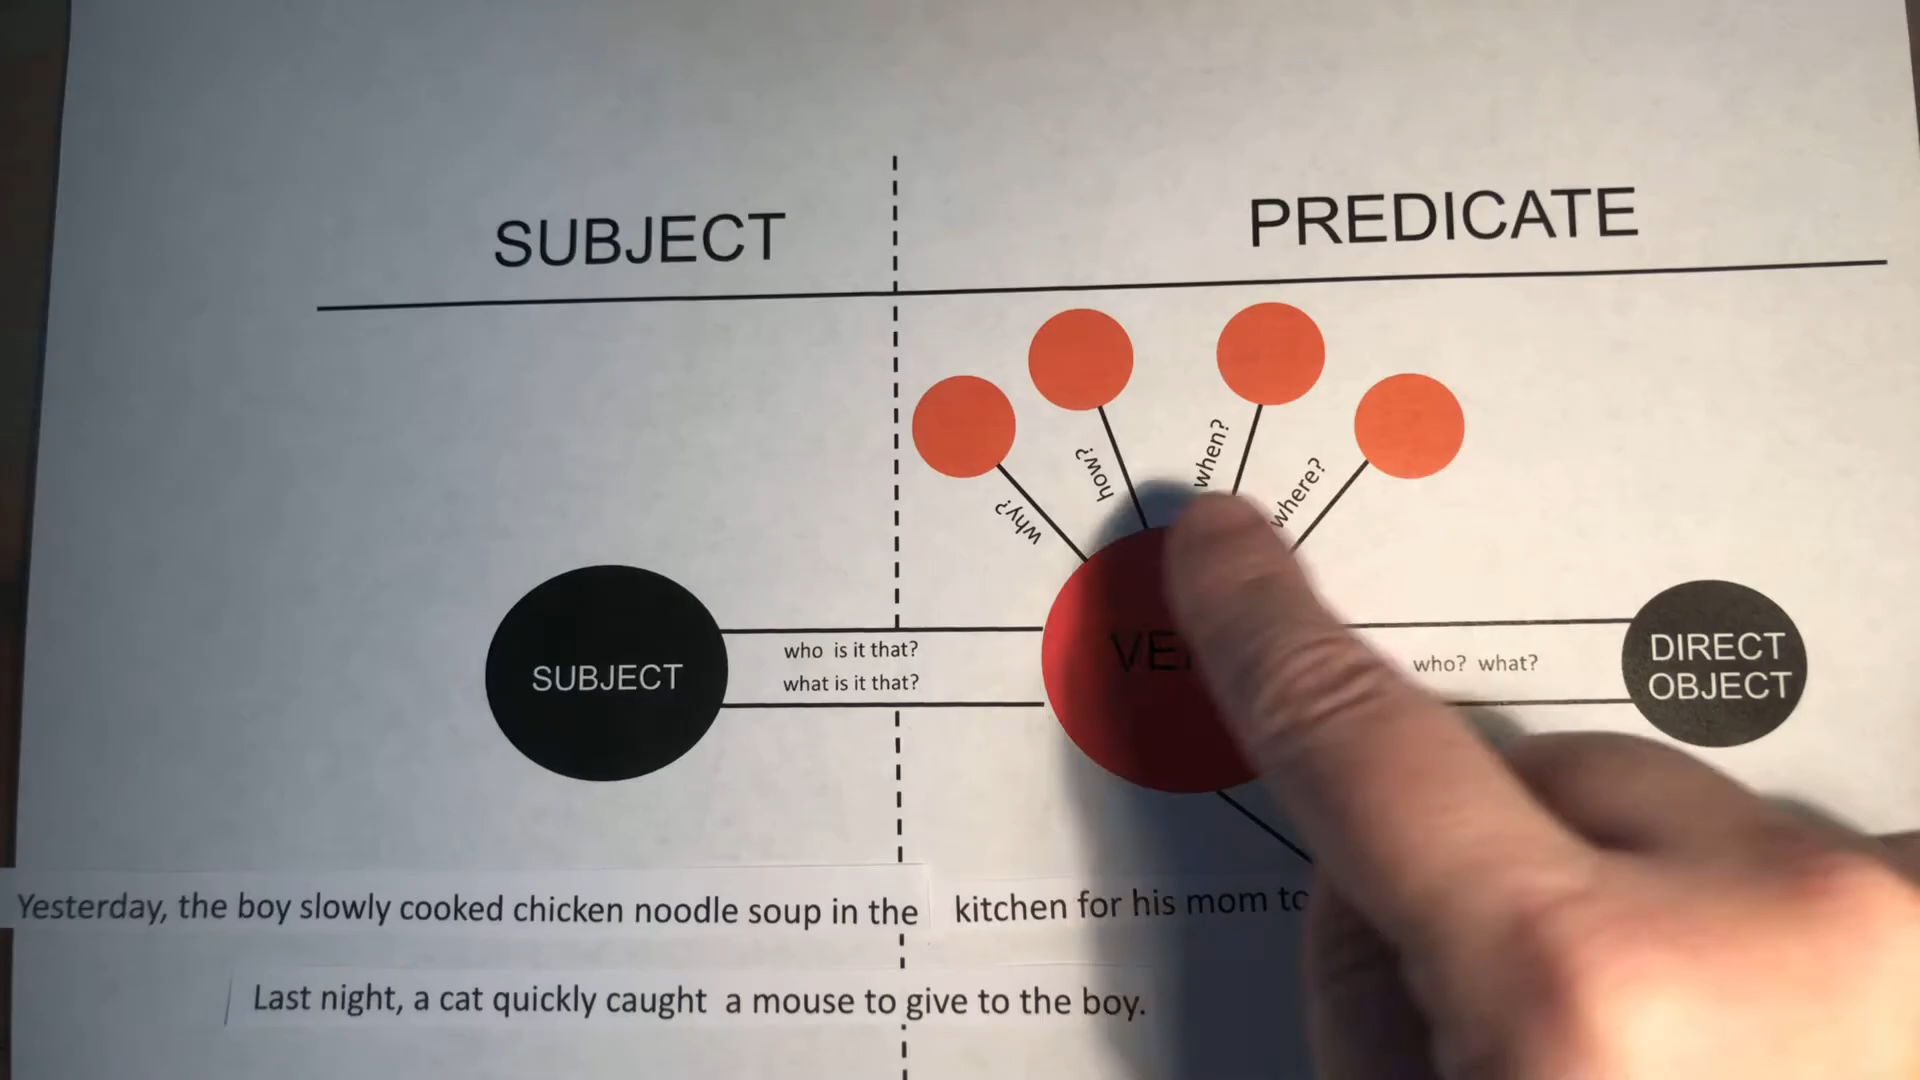 SUBJECT
PREDICATE
why?
how?
when?
where?
SUBJECT
who is it that?
what is it that?
who? what?
DIRECT
OBJECT
Yesterday, the boy slowly cooked chicken noodle soup in the kitchen for his mom
Last night, a cat quickly caught a mouse to give to the boy.